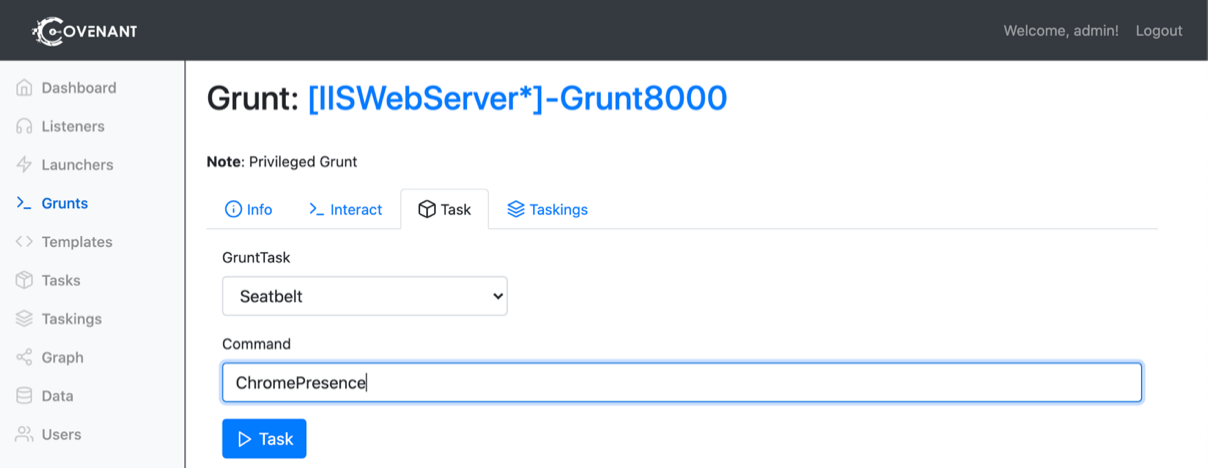 COVENANT
Welcome, admin! Logout
Dashboard
Listeners
Launchers
Grunts
Templates
Tasks
Taskings
Graph
Data
Users
Grunt: [IISWebServer*]-Grunt8000
Note: Privileged Grunt
Info Interact Task Taskings
GruntTask
Seatbelt
Command
ChromePresence
Task